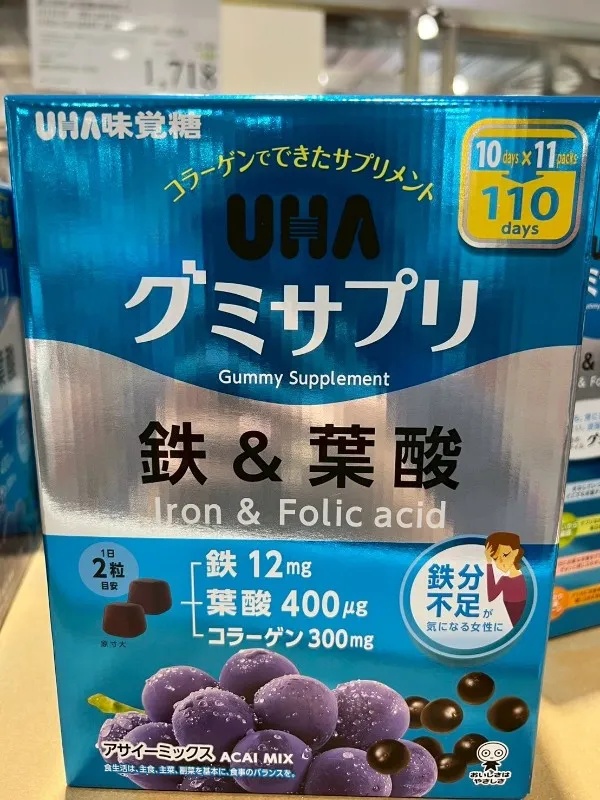 1,718
UHA味覚糖
コラーゲンでできたサプリメント
10 days × 11 packs
110
days
UHA
グミサプリ
Gummy Supplement
鉄 & 葉酸
Iron & Folic acid
1日
2粒
目安
鉄 12mg
葉酸 400μg
コラーゲン 300mg
鉄分
不足が
気になる女性に
アサイーミックス ACAI MIX
食生活は、主食、主菜、副菜を基本に、食事のバランスを。
おいしさは
やさしさ